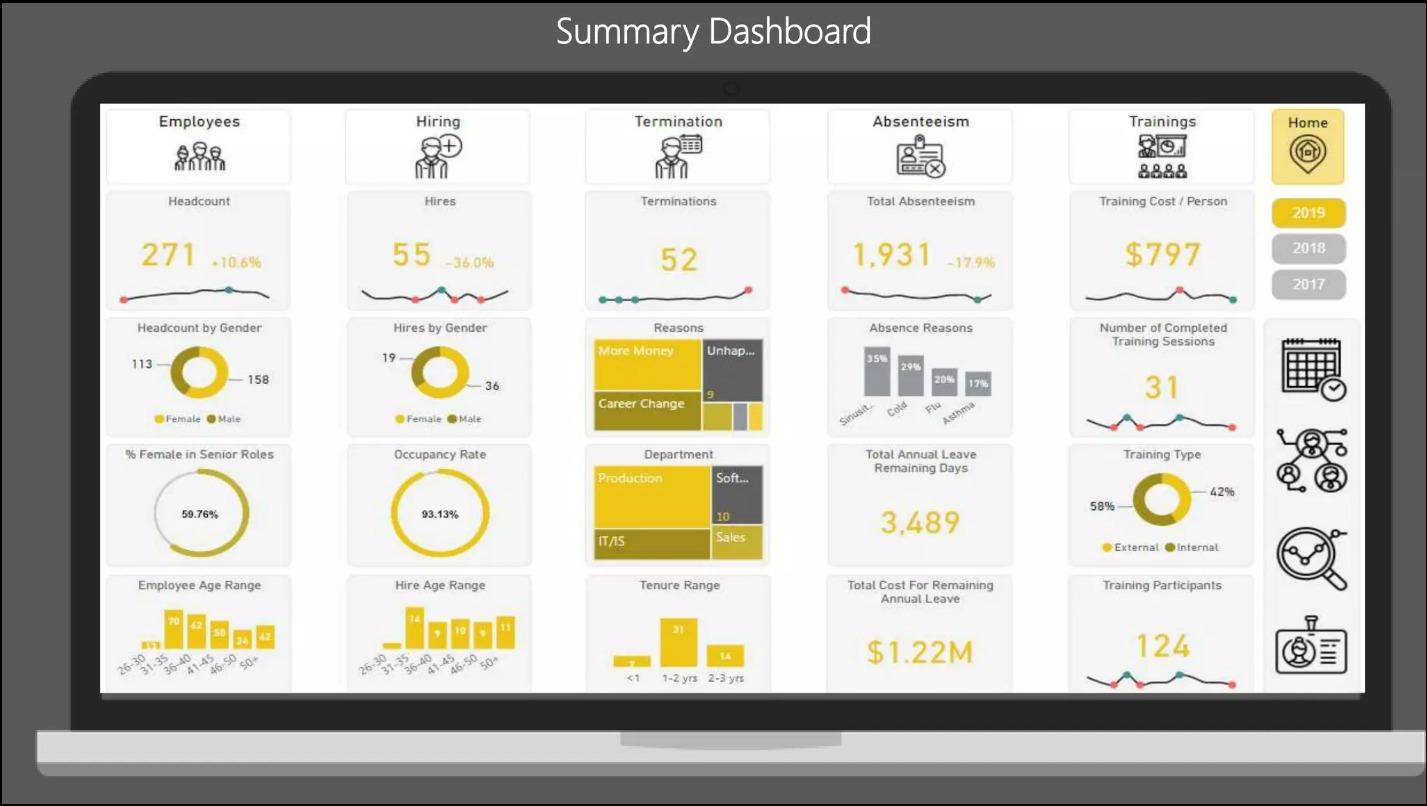 Summary Dashboard
Employees
Hiring
Termination
Absenteeism
Trainings
Home
Headcount
271 +10.6%
Hires
55 -36.0%
Terminations
52
Total Absenteeism
1,931 -17.9%
Training Cost / Person
$797
2019
2018
2017
Headcount by Gender
113
158
Female Male
Hires by Gender
19
36
Female Male
Reasons
More Money
Unhap...
9
Career Change
Absence Reasons
35% 29% 20% 17%
Sinusit.. Cold Flu Asthma
Number of Completed
Training Sessions
31
% Female in Senior Roles
59.76%
Occupancy Rate
93.13%
Department
Production
Soft...
10
IT/IS
Sales
Total Annual Leave
Remaining Days
3,489
Training Type
58%
42%
External Internal
Employee Age Range
70 62 50 34 42
26-30 31-35 36-40 41-45 46-50 50+
Hire Age Range
14 9 10 9 11
26-30 31-35 36-40 41-45 46-50 50+
Tenure Range
31 14
<1 1-2 yrs 2-3 yrs
Total Cost For Remaining
Annual Leave
$1.22M
Training Participants
124